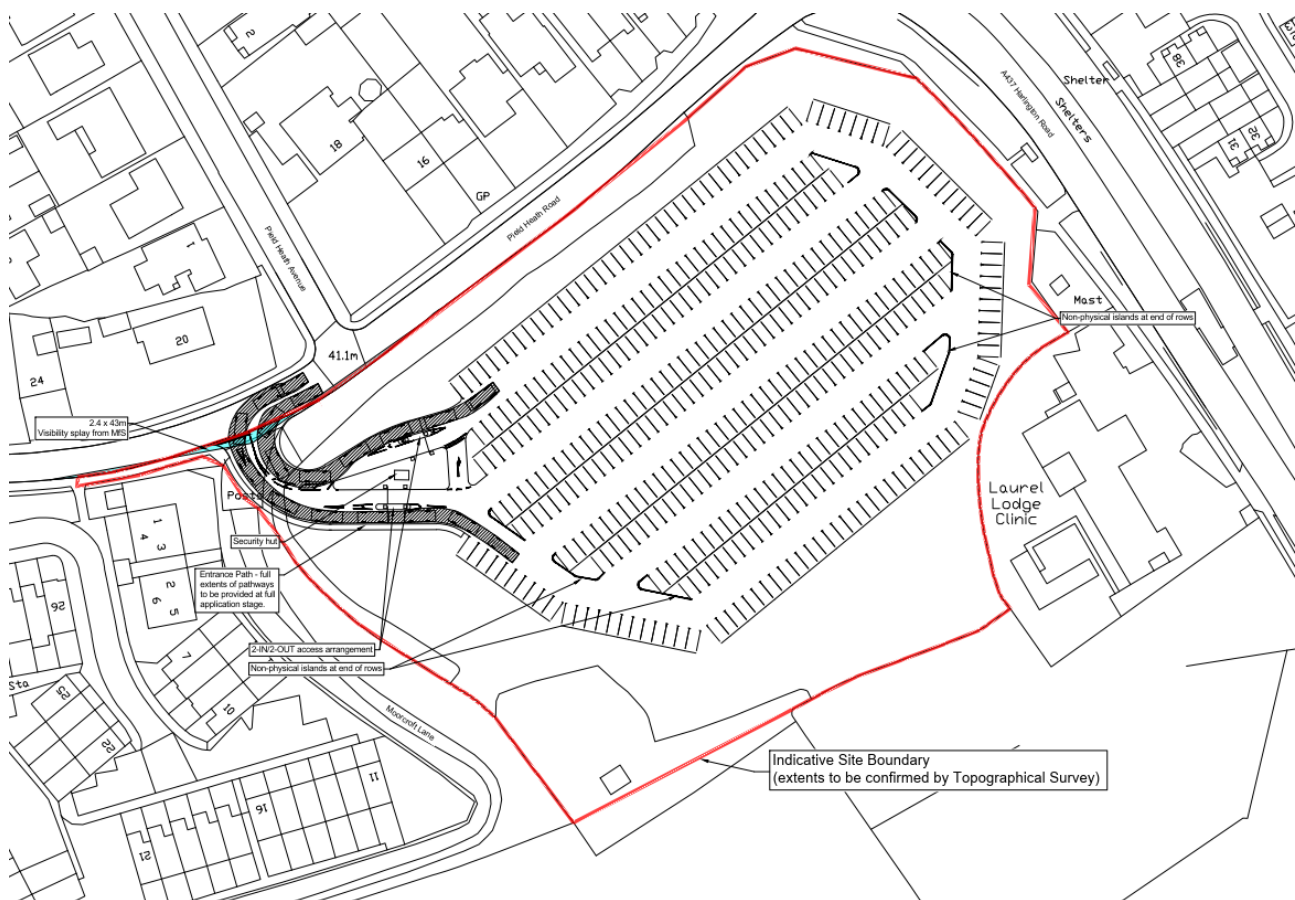 2
18
16
GP
1
20
24
41.1m
Pield Heath Avenue
Pield Heath Road
A437 Harlington Road
Shelter
Shelters
38
32
31
Mast
Non-physical islands at end of rows
2.4 x 43m
Visibility splay from MfS
Security hut
Entrance Path - full
extents of pathways
to be provided at full
application stage.
2-IN/2-OUT access arrangement
Non-physical islands at end of rows
Laurel
Lodge
Clinic
1
3
4
2
5
6
7
10
26
25
22
Sta
Moorcroft Lane
11
16
21
Indicative Site Boundary
(extents to be confirmed by Topographical Survey)